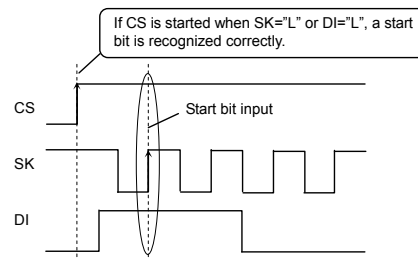 If CS is started when SK=”L” or DI=”L”, a start
bit is recognized correctly.
CS
Start bit input
SK
DI